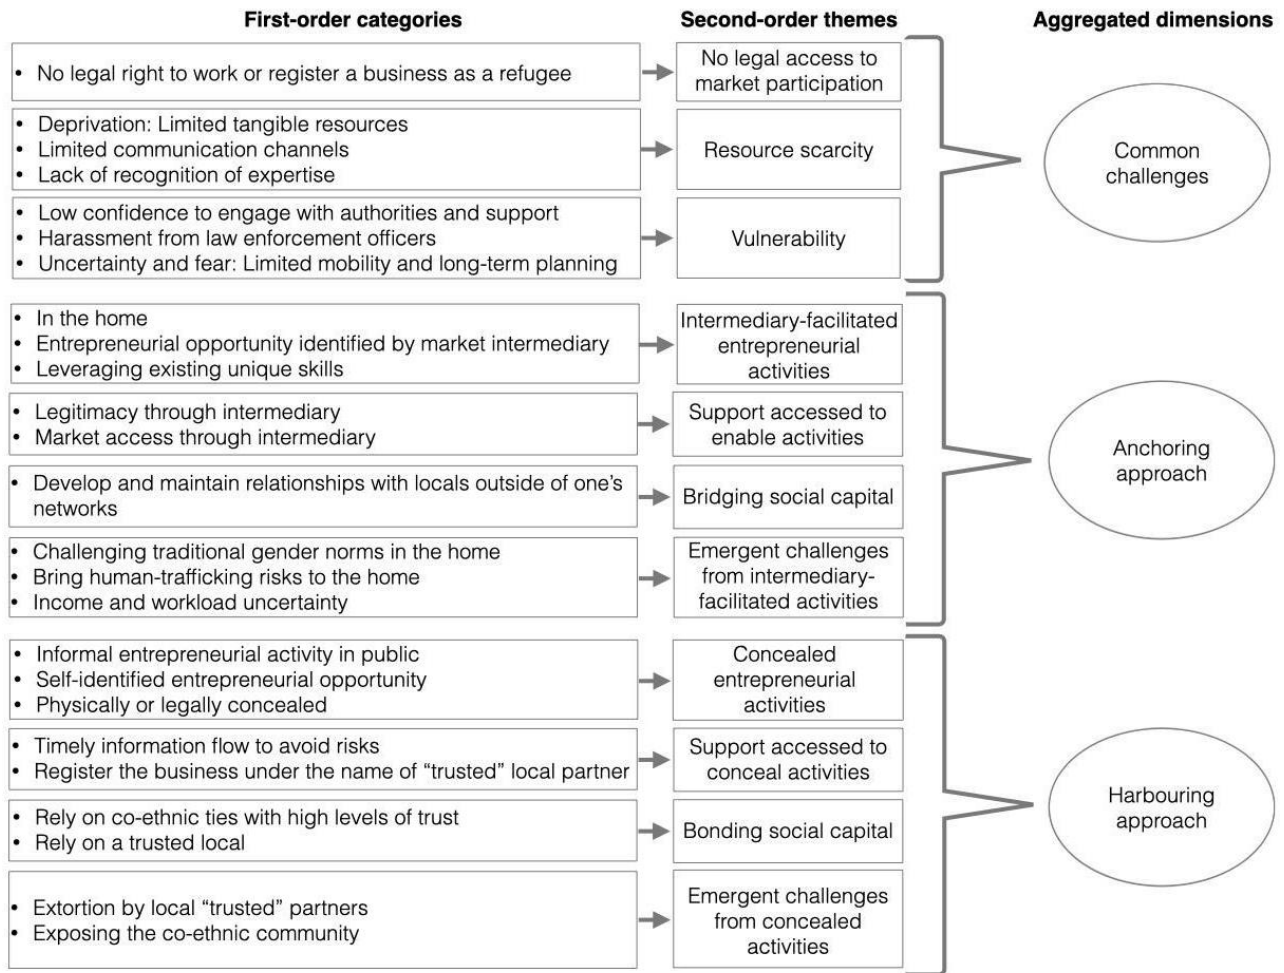 First-order categories
Second-order themes
Aggregated dimensions
• No legal right to work or register a business as a refugee
No legal access to
market participation
• Deprivation: Limited tangible resources
• Limited communication channels
• Lack of recognition of expertise
Resource scarcity
• Low confidence to engage with authorities and support
• Harassment from law enforcement officers
• Uncertainty and fear: Limited mobility and long-term planning
Vulnerability
Common
challenges
• In the home
• Entrepreneurial opportunity identified by market intermediary
• Leveraging existing unique skills
Intermediary-facilitated
entrepreneurial
activities
• Legitimacy through intermediary
• Market access through intermediary
Support accessed to
enable activities
• Develop and maintain relationships with locals outside of one’s
networks
Bridging social capital
• Challenging traditional gender norms in the home
• Bring human-trafficking risks to the home
• Income and workload uncertainty
Emergent challenges
from intermediary-
facilitated activities
Anchoring
approach
• Informal entrepreneurial activity in public
• Self-identified entrepreneurial opportunity
• Physically or legally concealed
Concealed
entrepreneurial
activities
• Timely information flow to avoid risks
• Register the business under the name of “trusted” local partner
Support accessed to
conceal activities
• Rely on co-ethnic ties with high levels of trust
• Rely on a trusted local
Bonding social capital
• Extortion by local “trusted” partners
• Exposing the co-ethnic community
Emergent challenges
from concealed
activities
Harbouring
approach